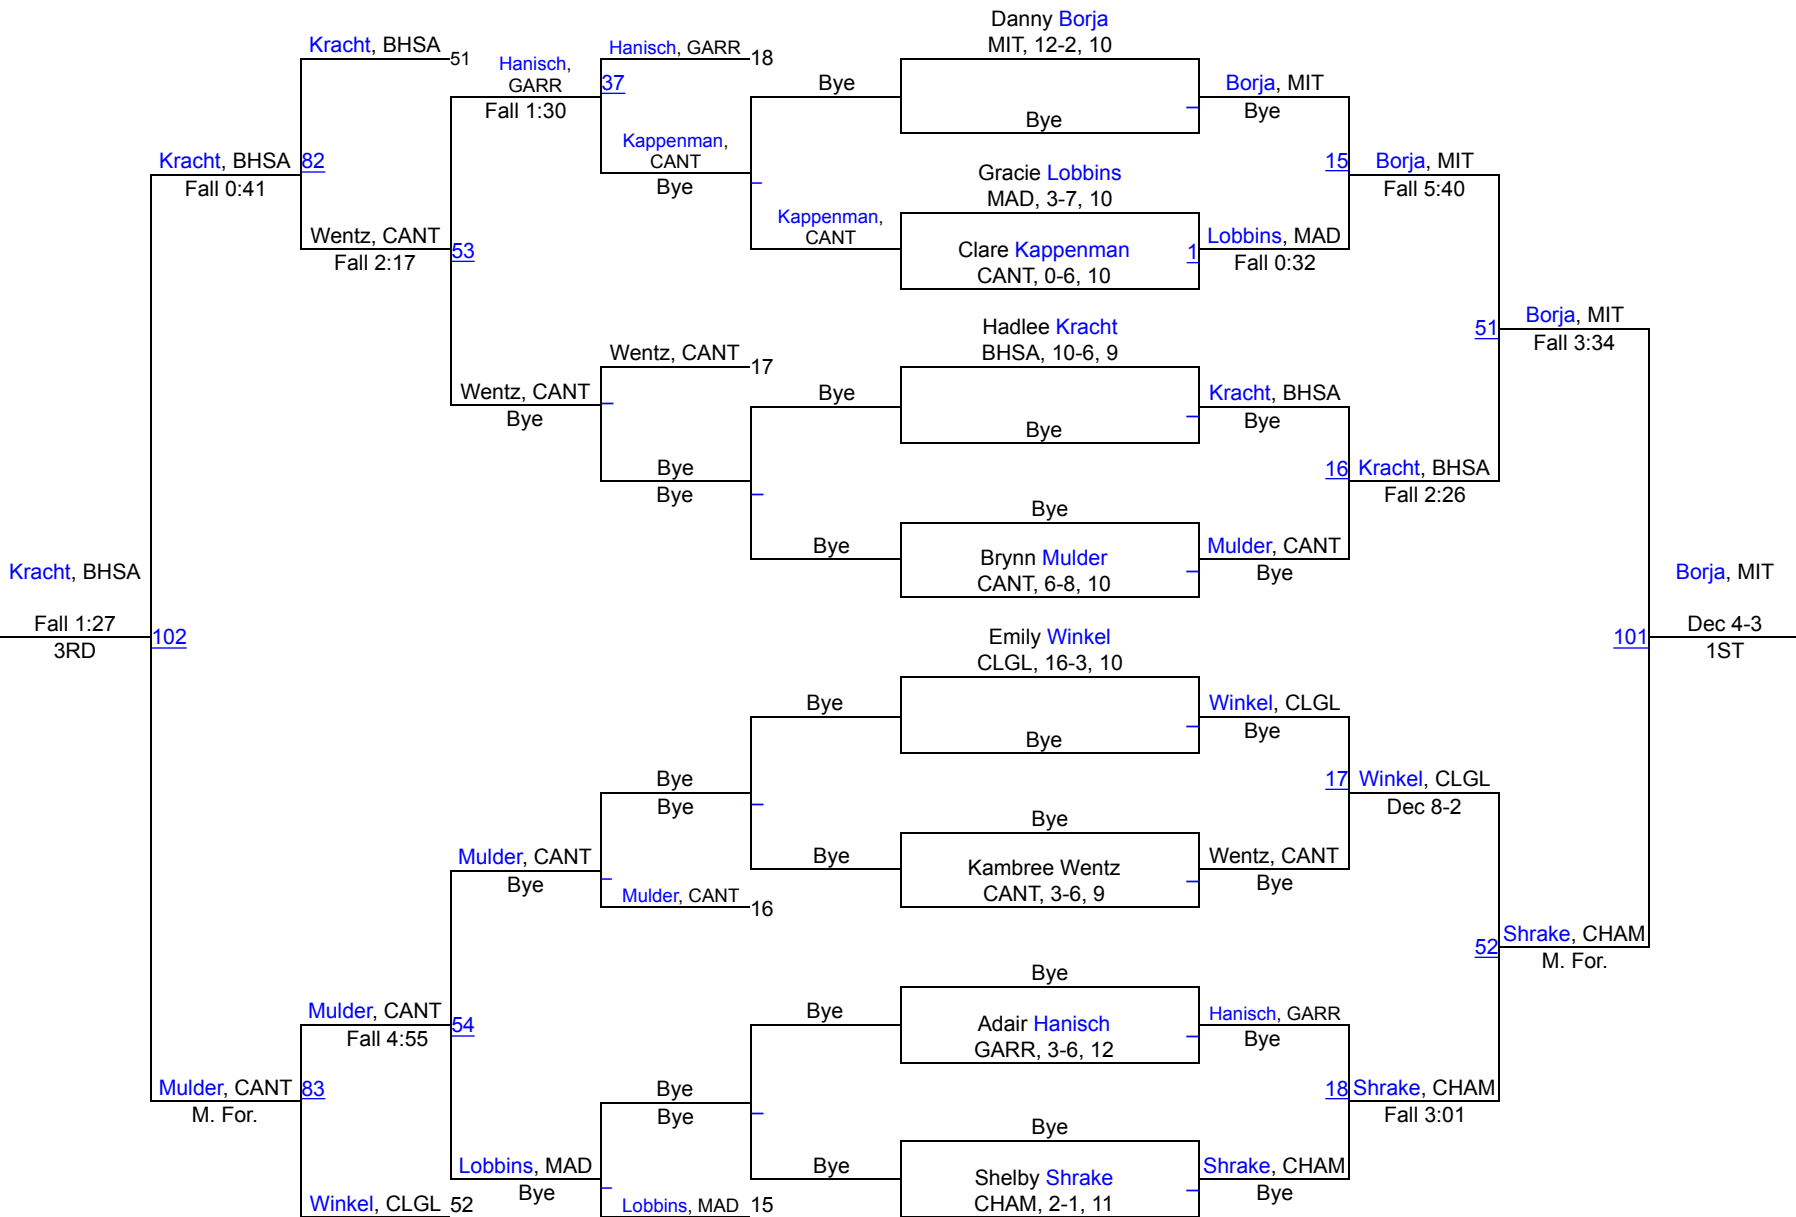 Danny Borja
MIT, 12-2, 10
Kracht, BHSA
51
Hanisch, GARR
18
Hanisch,
GARR
37
Fall 1:30
Bye
Borja, MIT
Bye
Bye
Kappenman,
CANT
Bye
Kracht, BHSA
82
Fall 0:41
Gracie Lobbins
MAD, 3-7, 10
15
Borja, MIT
Fall 5:40
Kappenman,
CANT
Wentz, CANT
53
Fall 2:17
Clare Kappenman
CANT, 0-6, 10
1
Lobbins, MAD
Fall 0:32
Hadlee Kracht
BHSA, 10-6, 9
51
Borja, MIT
Fall 3:34
Wentz, CANT
17
Wentz, CANT
Bye
Bye
Kracht, BHSA
Bye
Bye
Bye
Bye
16
Kracht, BHSA
Fall 2:26
Bye
Bye
Brynn Mulder
CANT, 6-8, 10
Mulder, CANT
Bye
Kracht, BHSA
Fall 1:27
3RD
102
Borja, MIT
101
Dec 4-3
1ST
Emily Winkel
CLGL, 16-3, 10
Bye
Winkel, CLGL
Bye
Bye
Bye
Bye
17
Winkel, CLGL
Dec 8-2
Bye
Mulder, CANT
Bye
Bye
Kambree Wentz
CANT, 3-6, 9
Wentz, CANT
Bye
Mulder, CANT
16
52
Shrake, CHAM
M. For.
Bye
Mulder, CANT
54
Fall 4:55
Bye
Adair Hanisch
GARR, 3-6, 12
Hanisch, GARR
Bye
Mulder, CANT
83
M. For.
Bye
Bye
18
Shrake, CHAM
Fall 3:01
Bye
Lobbins, MAD
Bye
Bye
Shelby Shrake
CHAM, 2-1, 11
Shrake, CHAM
Bye
Winkel, CLGL
52
Lobbins, MAD
15